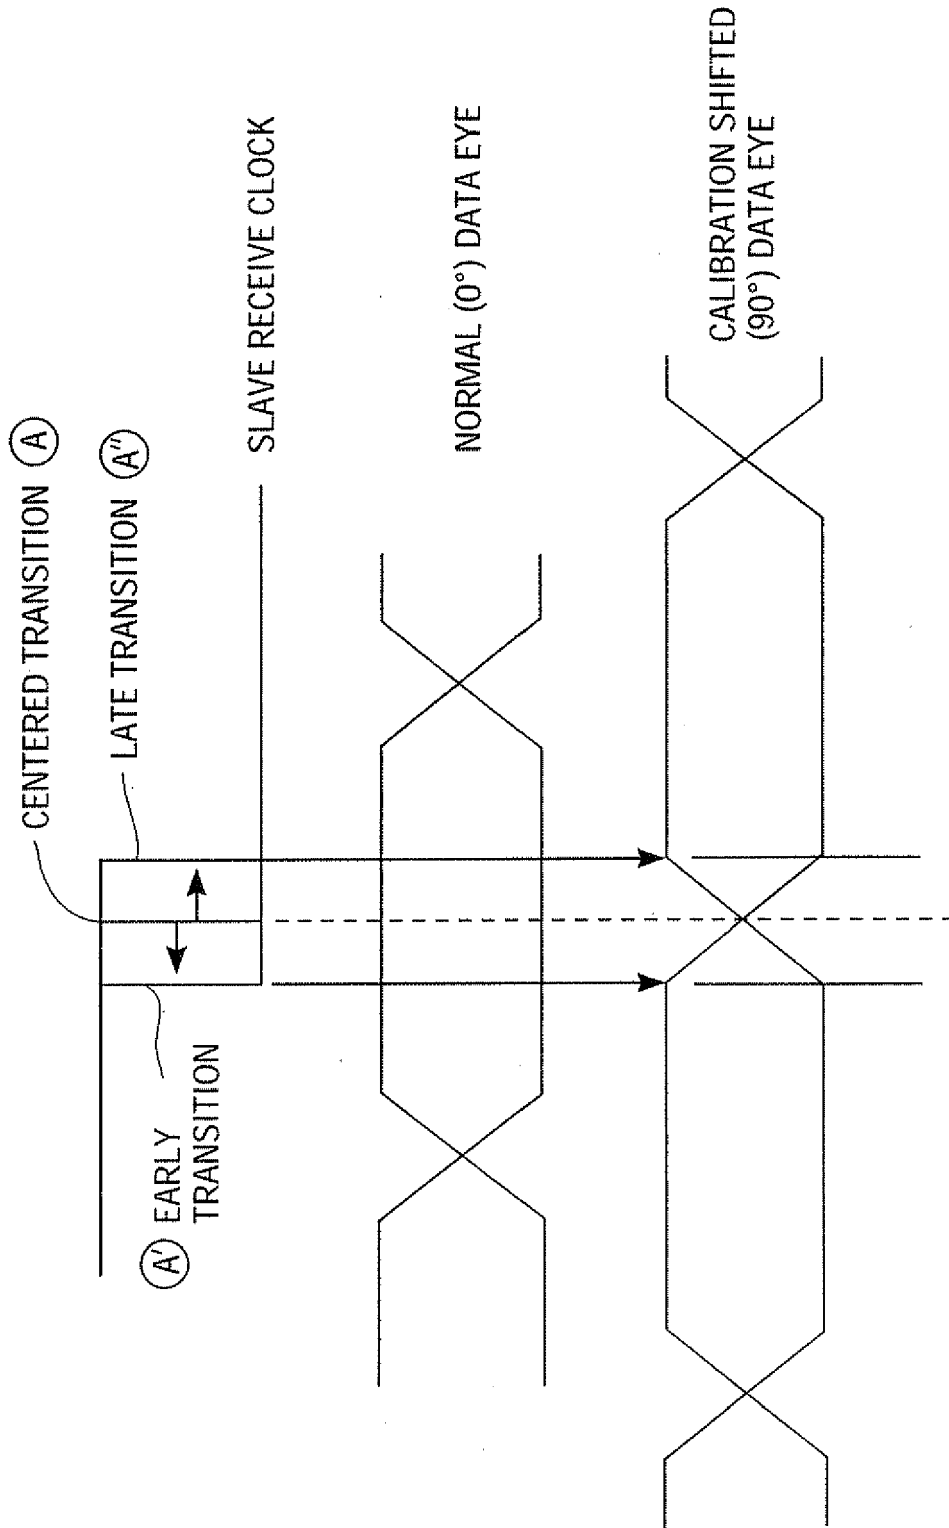 CENTERED TRANSITION A
LATE TRANSITION A"
A' EARLY
TRANSITION
SLAVE RECEIVE CLOCK
NORMAL (0°) DATA EYE
CALIBRATION SHIFTED
(90°) DATA EYE